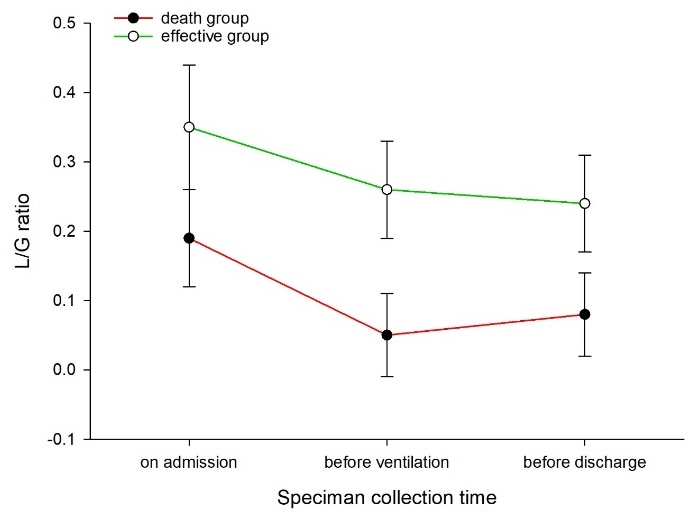 death group
effective group
0.5
0.4
0.3
0.2
0.1
0.0
-0.1
L/G ratio
on admission before ventilation before discharge
Speciman collection time